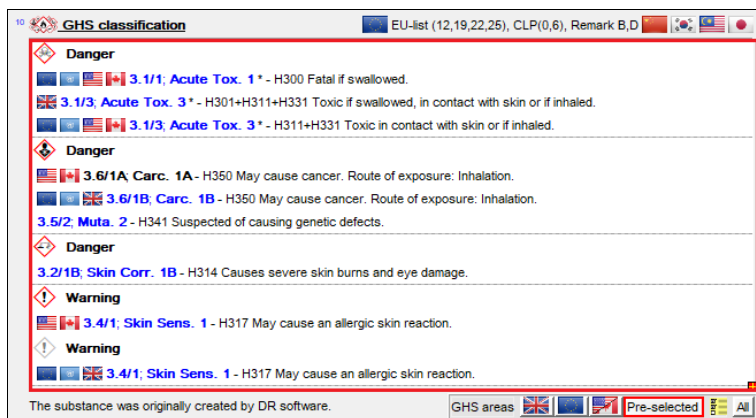 10 GHS classification EU-list (12,19,22,25), CLP(0,6), Remark B,D
Danger
3.1/1; Acute Tox. 1 * - H300 Fatal if swallowed.
3.1/3; Acute Tox. 3 * - H301+H311+H331 Toxic if swallowed, in contact with skin or if inhaled.
3.1/3; Acute Tox. 3 * - H311+H331 Toxic in contact with skin or if inhaled.
Danger
3.6/1A; Carc. 1A - H350 May cause cancer. Route of exposure: Inhalation.
3.6/1B; Carc. 1B - H350 May cause cancer. Route of exposure: Inhalation.
3.5/2; Muta. 2 - H341 Suspected of causing genetic defects.
Danger
3.2/1B; Skin Corr. 1B - H314 Causes severe skin burns and eye damage.
Warning
3.4/1; Skin Sens. 1 - H317 May cause an allergic skin reaction.
Warning
3.4/1; Skin Sens. 1 - H317 May cause an allergic skin reaction.
The substance was originally created by DR software. GHS areas Pre-selected All